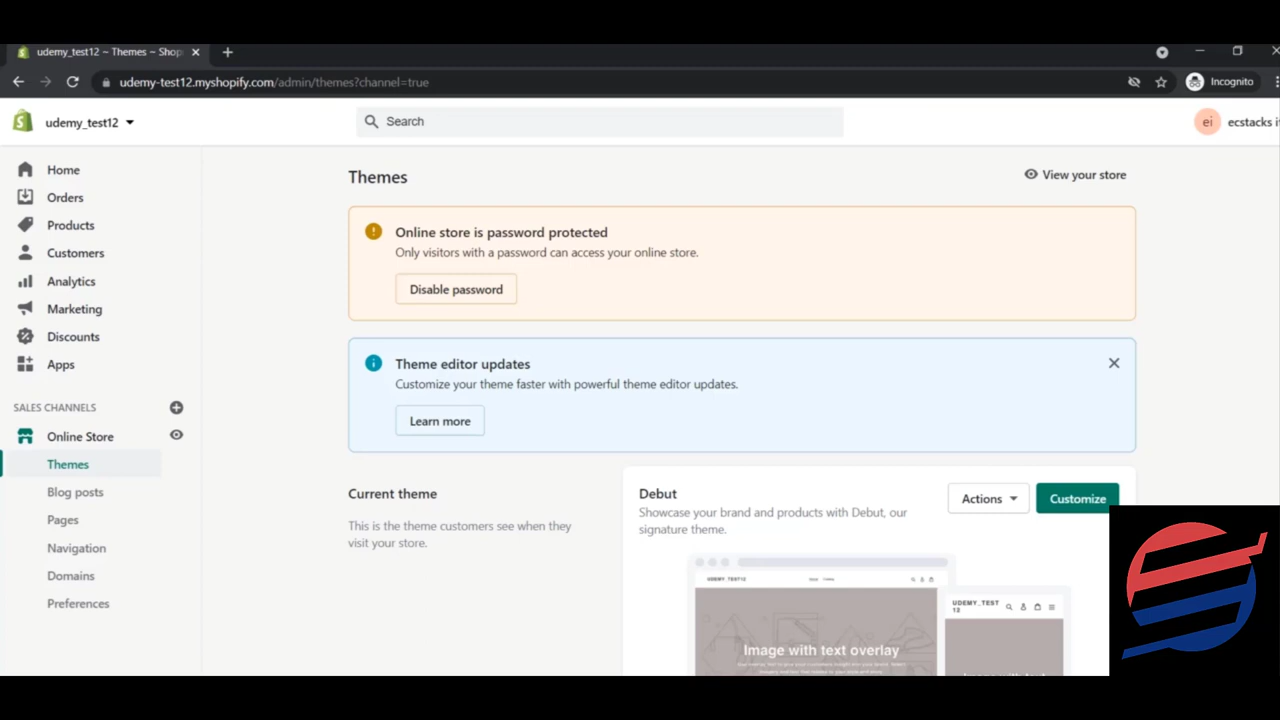 udemy_test12 ~ Themes ~ Shop
udemy-test12.myshopify.com/admin/themes?channel=true
Incognito
udemy_test12
Search
ei
ecstacks
Home
Orders
Products
Customers
Analytics
Marketing
Discounts
Apps
SALES CHANNELS
Online Store
Themes
Blog posts
Pages
Navigation
Domains
Preferences
Themes
View your store
Online store is password protected
Only visitors with a password can access your online store.
Disable password
Theme editor updates
Customize your theme faster with powerful theme editor updates.
Learn more
Current theme
This is the theme customers see when they
visit your store.
Debut
Showcase your brand and products with Debut, our
signature theme.
Actions
Customize
UDEMY_TEST12
UDEMY_TEST
12
Image with text overlay